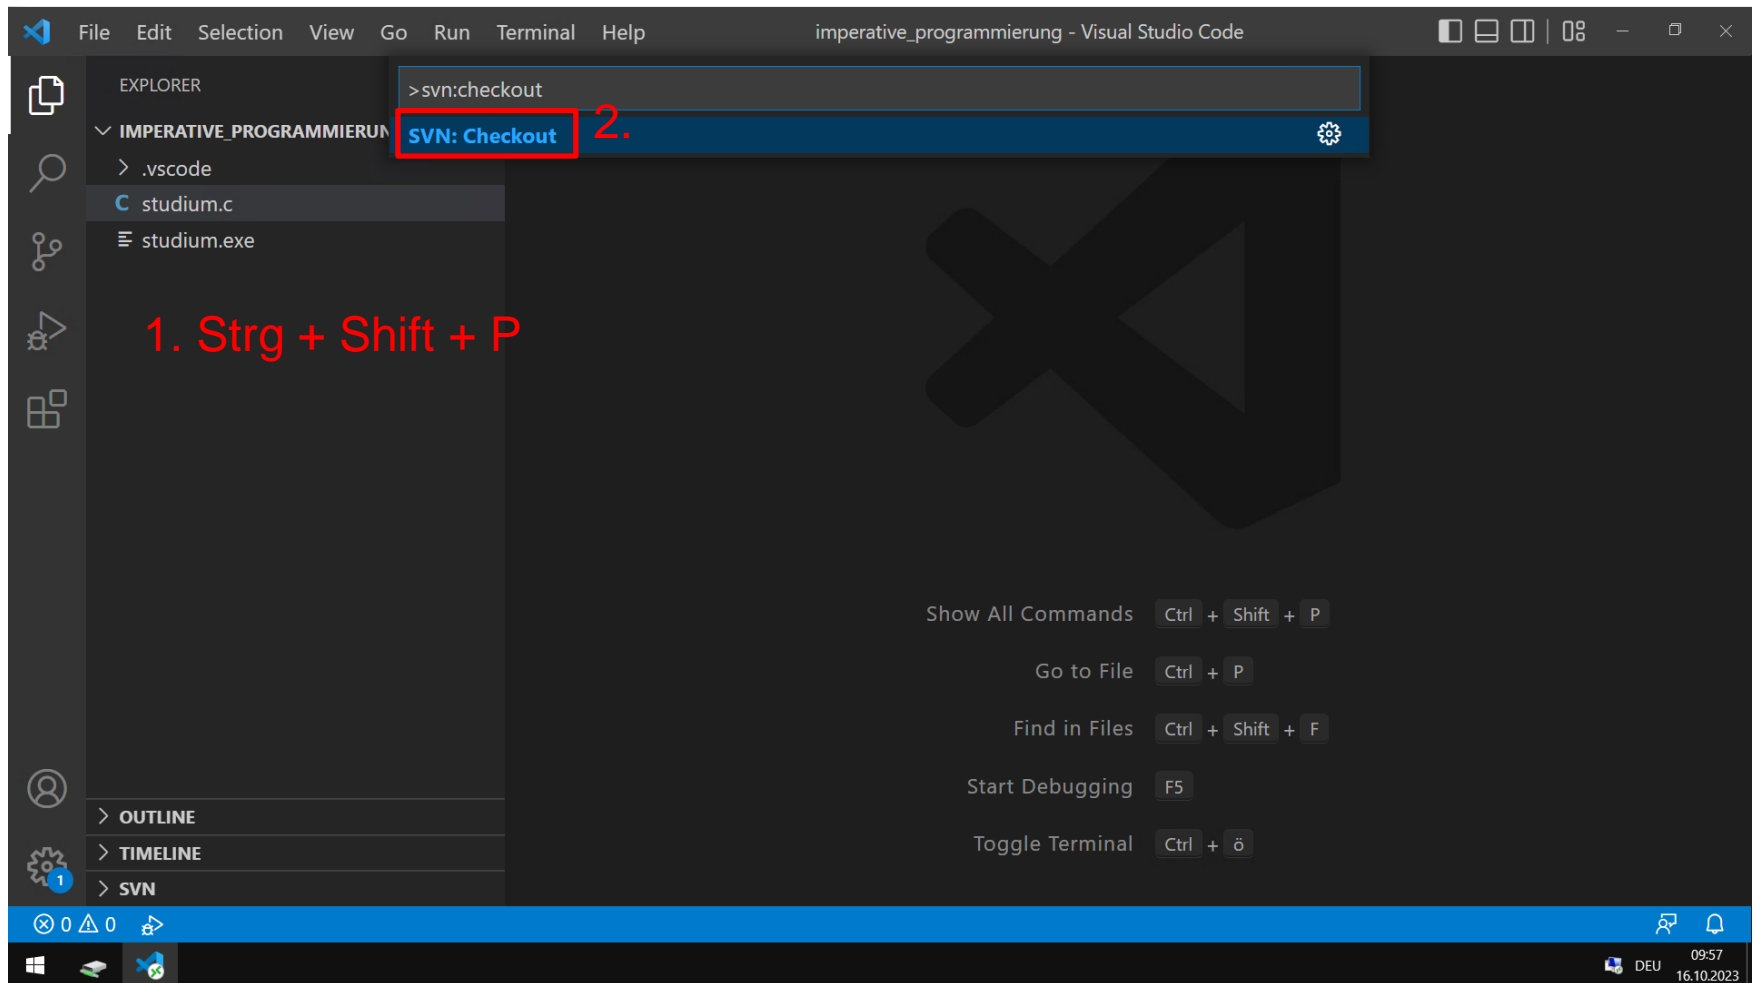 File Edit Selection View Go Run Terminal Help imperative_programmierung - Visual Studio Code
EXPLORER
>svn:checkout
IMPERATIVE_PROGRAMMIERUN
SVN: Checkout
2.
.vscode
C studium.c
studium.exe
1. Strg + Shift + P
Show All Commands Ctrl + Shift + P
Go to File Ctrl + P
Find in Files Ctrl + Shift + F
Start Debugging F5
Toggle Terminal Ctrl + ö
OUTLINE
TIMELINE
1
SVN
0 0
DEU
09:57
16.10.2023